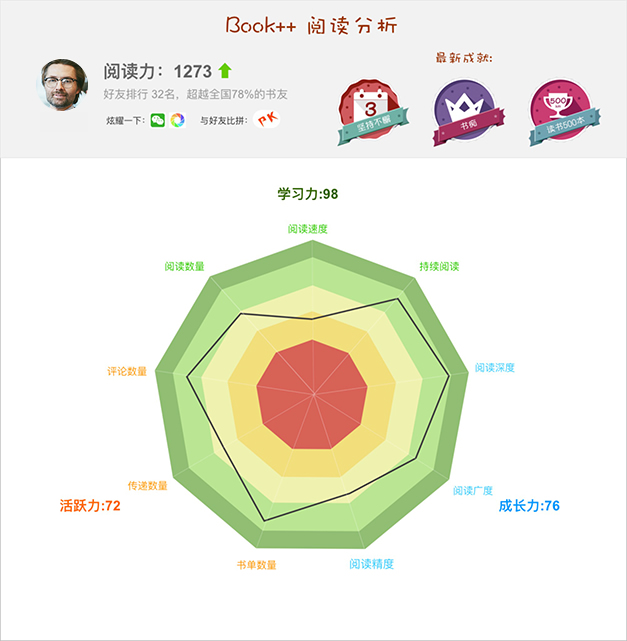 Book++ 阅读分析
阅读力：1273
好友排行 32名，超越全国78%的书友
炫耀一下：
与好友比拼：
PK
最新成就:
3
坚持不懈
书痴
500
读书500本
学习力:98
阅读速度
阅读数量
持续阅读
评论数量
阅读深度
传递数量
阅读广度
活跃力:72
成长力:76
书单数量
阅读精度